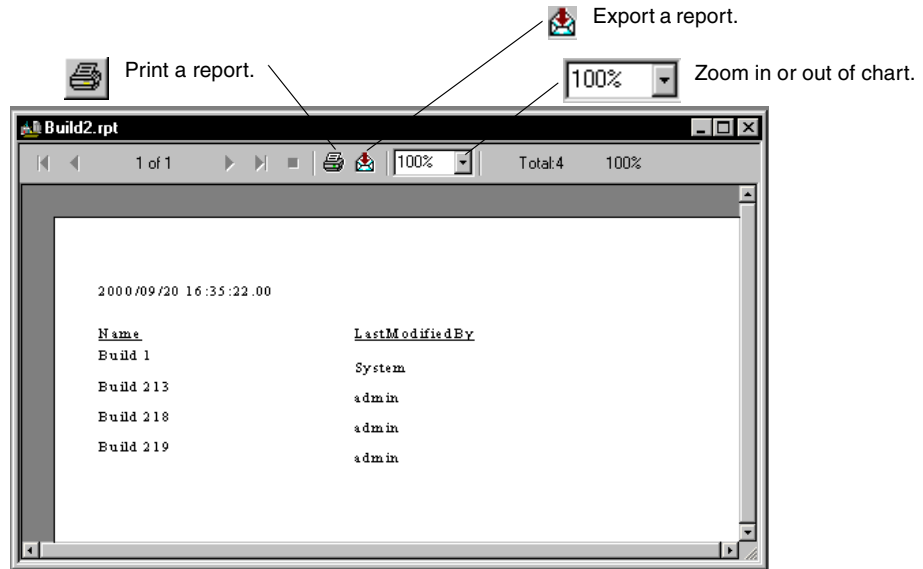 Export a report.
Print a report.
100% Zoom in or out of chart.
Build2.rpt
1 of 1 100% Total:4 100%
2000/09/20 16:35:22.00
Name LastModifiedBy
Build 1
System
Build 213
admin
Build 218
admin
Build 219
admin